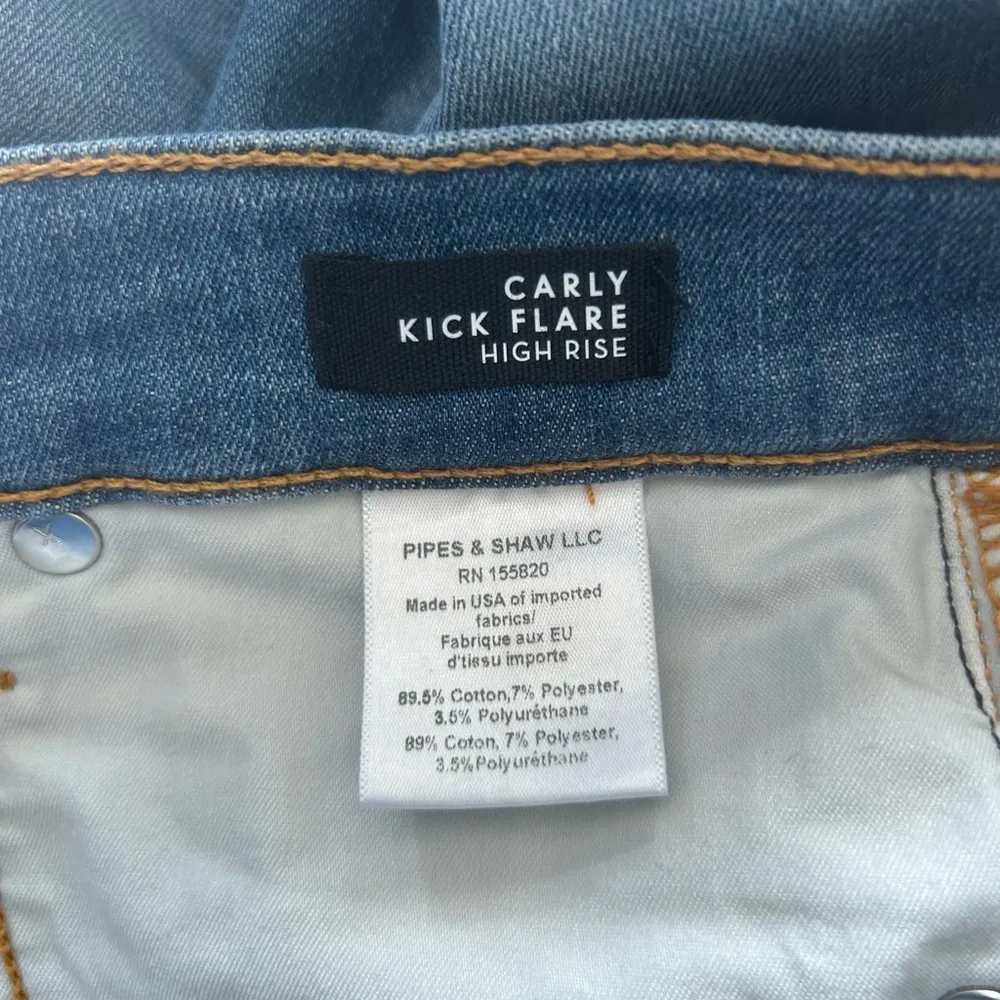 CARLY
KICK FLARE
HIGH RISE
PIPES & SHAW LLC
RN 155820
Made in USA of imported
fabrics/
Fabrique aux EU
d'tissu importe
89.5% Cotton,7% Polyester,
3.5% Polyuréthane
89% Coton, 7% Polyester,
3.5%Polyuréthane